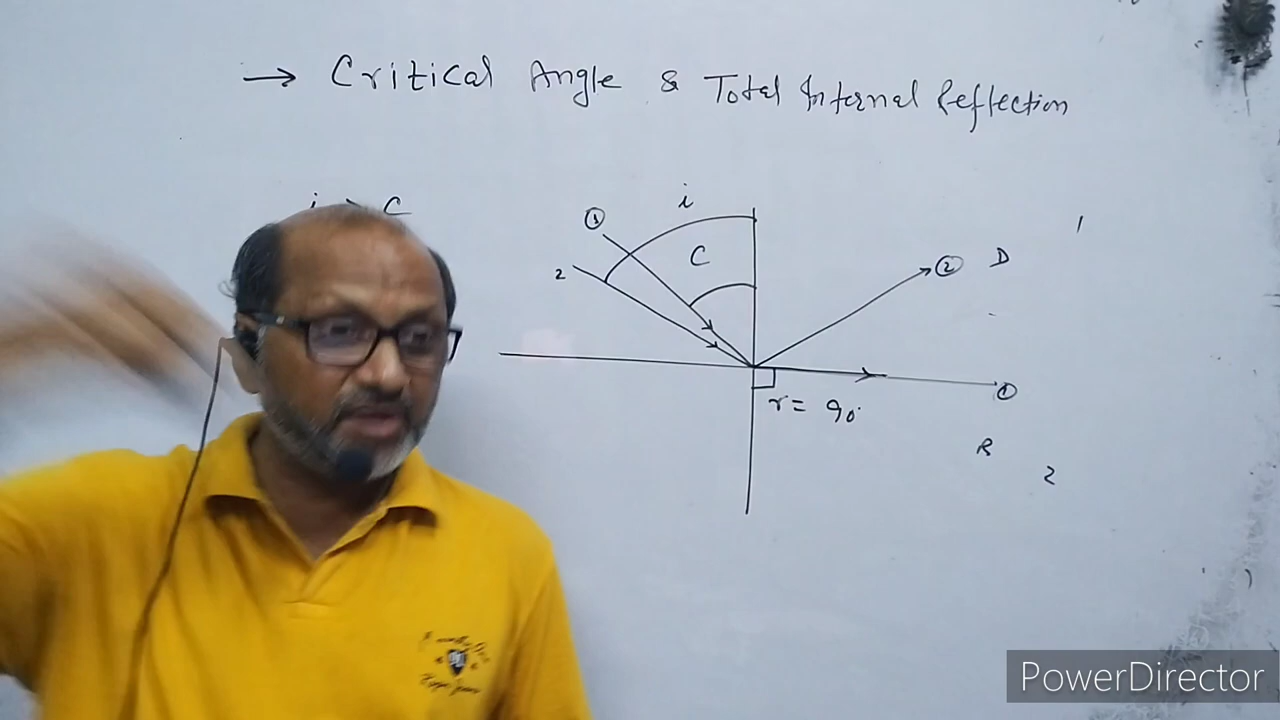 → Critical Angle & Total Internal Reflection
i > C
i
①
C
2
② D
1
①
r = 90°
R
2
PowerDirector